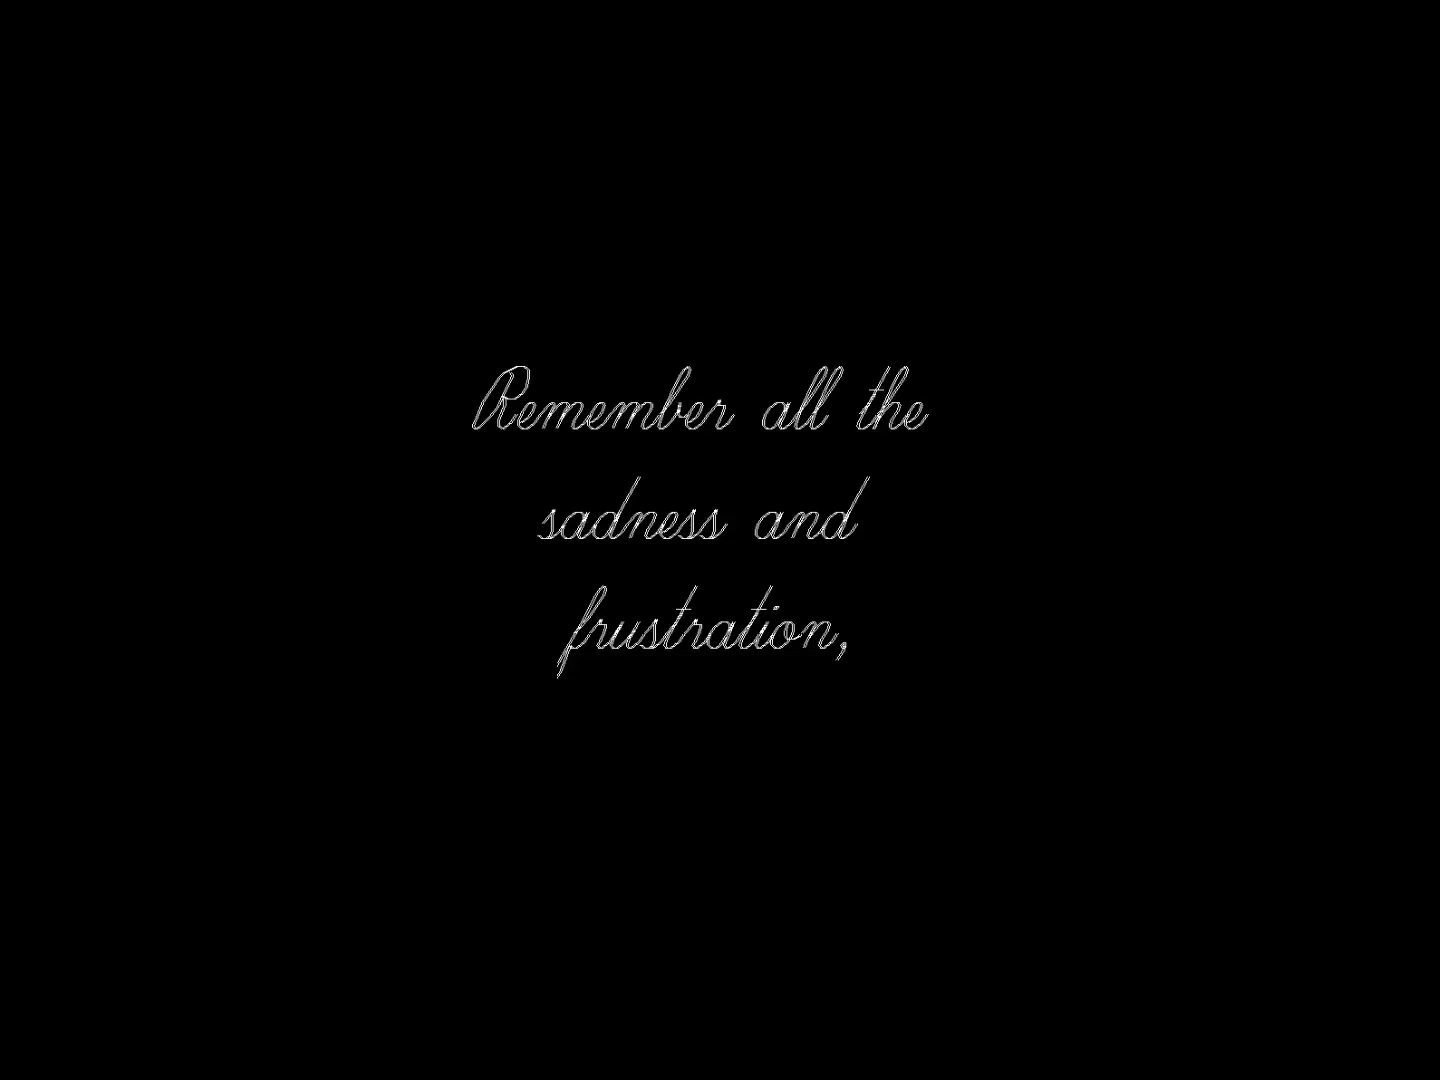 Remember all the
sadness and
frustration,